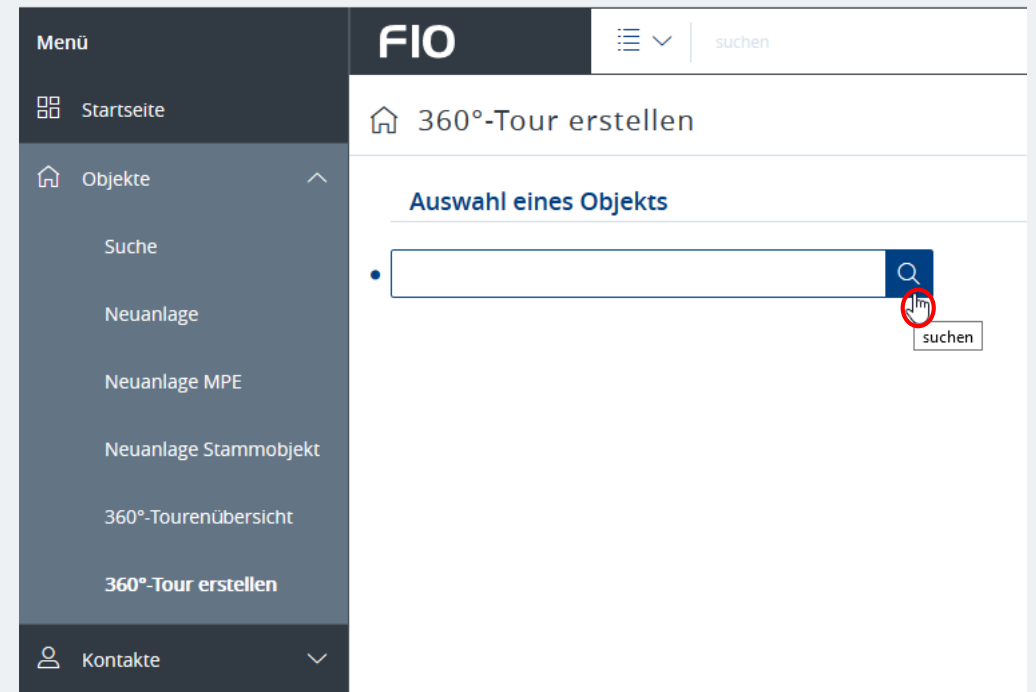 Menü
FIO
suchen
Startseite
360°-Tour erstellen
Objekte
Auswahl eines Objekts
Suche
Neuanlage
suchen
Neuanlage MPE
Neuanlage Stammobjekt
360°-Tourenübersicht
360°-Tour erstellen
Kontakte